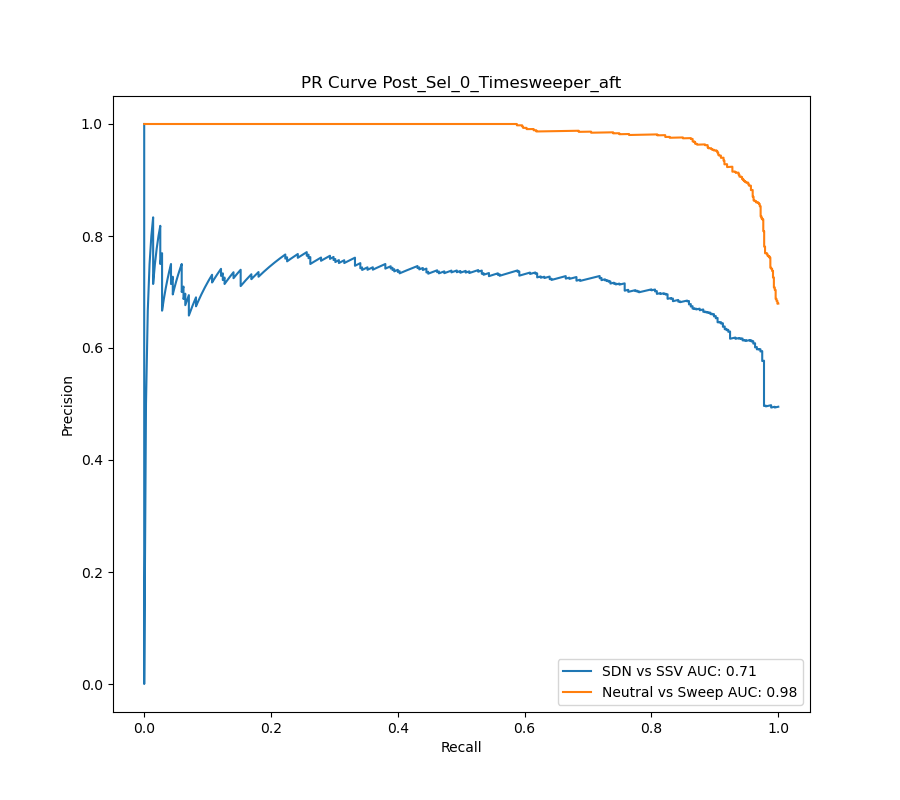 PR Curve Post_Sel_0_Timesweeper_aft
1.0
0.8
0.6
0.4
0.2
0.0
Precision
0.0 0.2 0.4 0.6 0.8 1.0
Recall
SDN vs SSV AUC: 0.71
Neutral vs Sweep AUC: 0.98